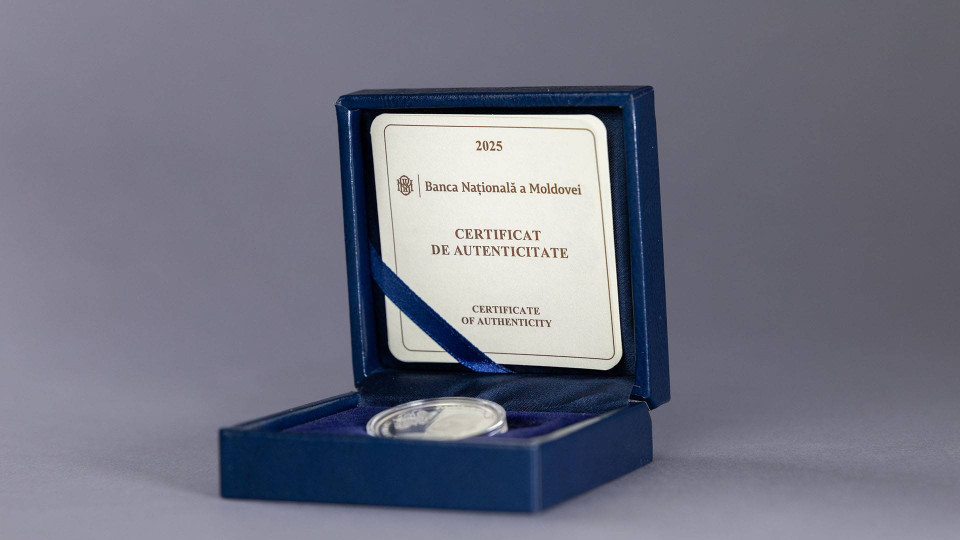 2025
Banca Națională a Moldovei
CERTIFICAT
DE AUTENTICITATE
CERTIFICATE
OF AUTHENTICITY